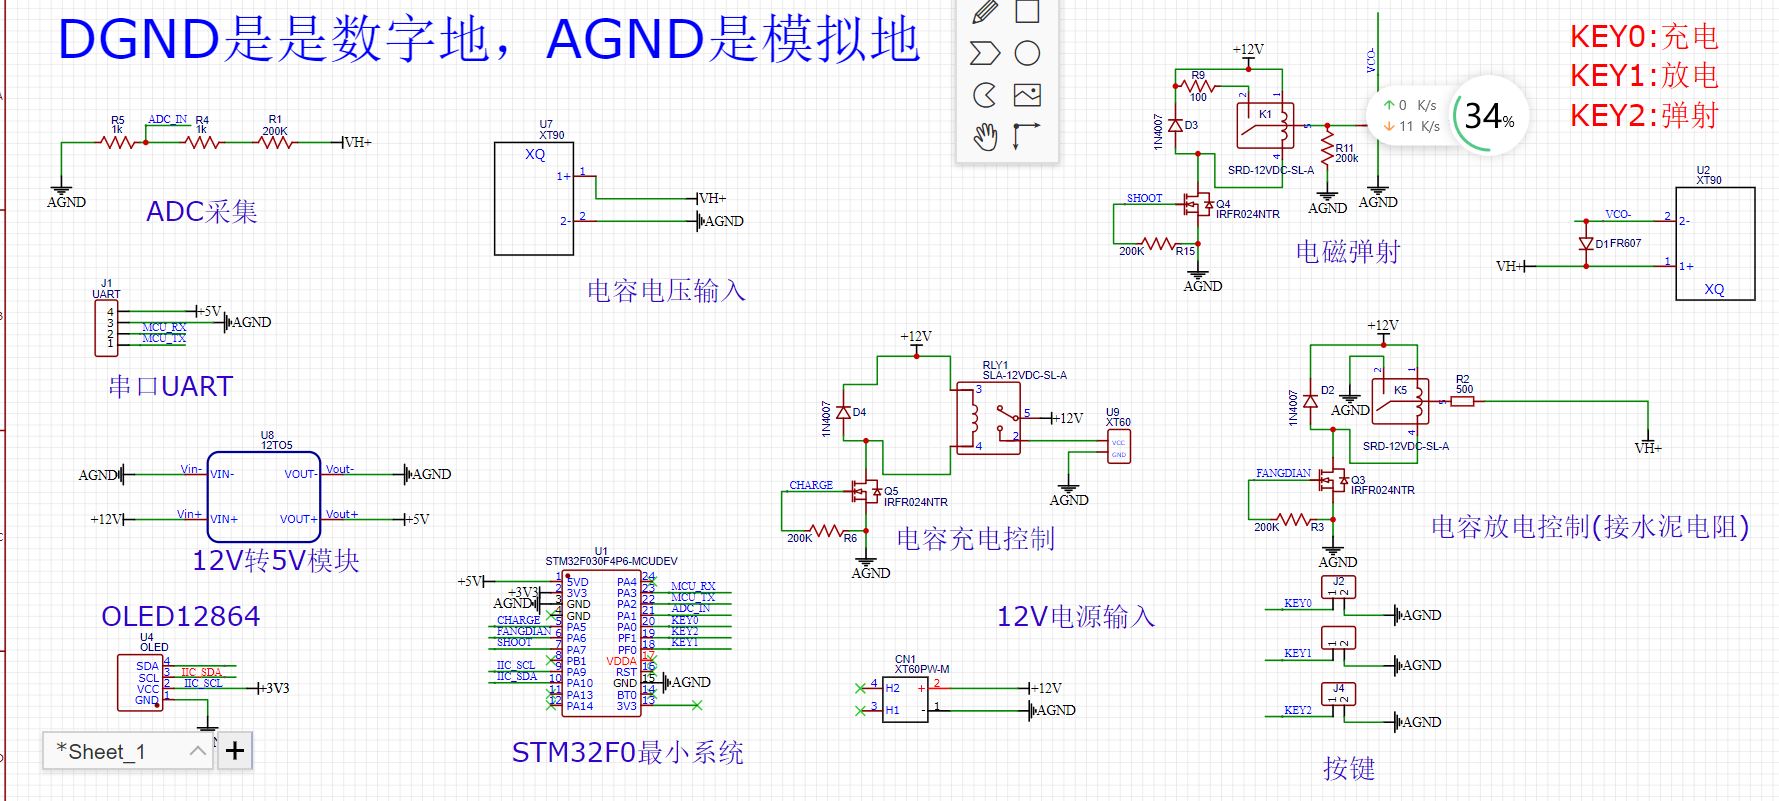 DGND是是数字地，AGND是模拟地
KEY0:充电
KEY1:放电
KEY2:弹射
R5
1k
ADC_IN
R4
1k
R1
200K
VH+
AGND
ADC采集
U7
XT90
XQ
1+
1
2-
2
VH+
AGND
电容电压输入
+12V
R9
100
1N4007
D3
2
1
K1
5
4
SRD-12VDC-SL-A
R11
200k
AGND
VCO-
AGND
SHOOT
Q4
IRFR024NTR
200K
R15
AGND
电磁弹射
0 K/s
11 K/s
34%
U2
XT90
VCO-
2
2-
D1
FR607
VH+
1
1+
XQ
J1
UART
4
3
2
1
+5V
AGND
MCU_RX
MCU_TX
串口UART
+12V
1N4007
D4
RLY1
SLA-12VDC-SL-A
3
4
5
2
+12V
U9
XT60
VCC
GND
AGND
CHARGE
Q5
IRFR024NTR
200K
R6
AGND
电容充电控制
+12V
1N4007
D2
AGND
2
1
K5
5
4
SRD-12VDC-SL-A
R2
500
VH+
FANGDIAN
Q3
IRFR024NTR
200K
R3
AGND
电容放电控制(接水泥电阻)
U8
12TO5
AGND
Vin-
VIN-
VOUT-
Vout-
AGND
+12V
Vin+
VIN+
VOUT+
Vout+
+5V
12V转5V模块
OLED12864
U4
OLED
SDA
SCL
VCC
GND
4
3
2
1
IIC_SDA
IIC_SCL
+3V3
U1
STM32F030F4P6-MCUDEV
+5V
+3V3
AGND
CHARGE
FANGDIAN
SHOOT
IIC_SCL
IIC_SDA
1 5VD
2 3V3
3 GND
4 GND
5 PA5
6 PA6
7 PA7
8 PB1
9 PA9
10 PA10
11 PA13
12 PA14
PA4 24
PA3 23
PA2 22
PA1 21
PA0 20
PF1 19
PF0 18
VDDA 17
RST 16
GND 15
BT0 14
3V3 13
MCU_RX
MCU_TX
ADC_IN
KEY0
KEY2
KEY1
AGND
STM32F0最小系统
12V电源输入
CN1
XT60PW-M
4
H2
+
2
+12V
3
H1
-
1
AGND
J2
1
2
KEY0
AGND
1
2
KEY1
AGND
J4
1
2
KEY2
AGND
按键
*Sheet_1
+